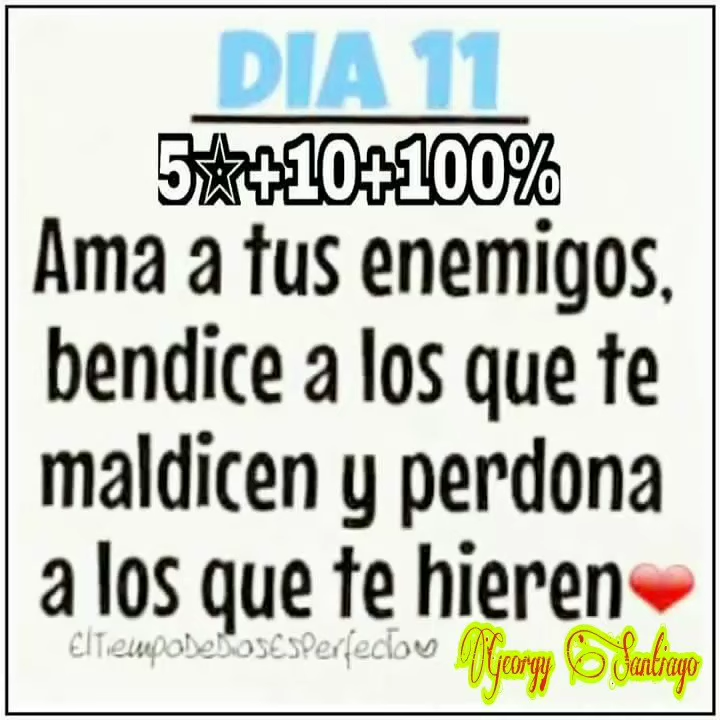 DIA 11
5☆+10+100%
Ama a tus enemigos,
bendice a los que te
maldicen y perdona
a los que te hieren❤
ElTiempoDeDiosEsPerfecto♡
Georgy Santiago